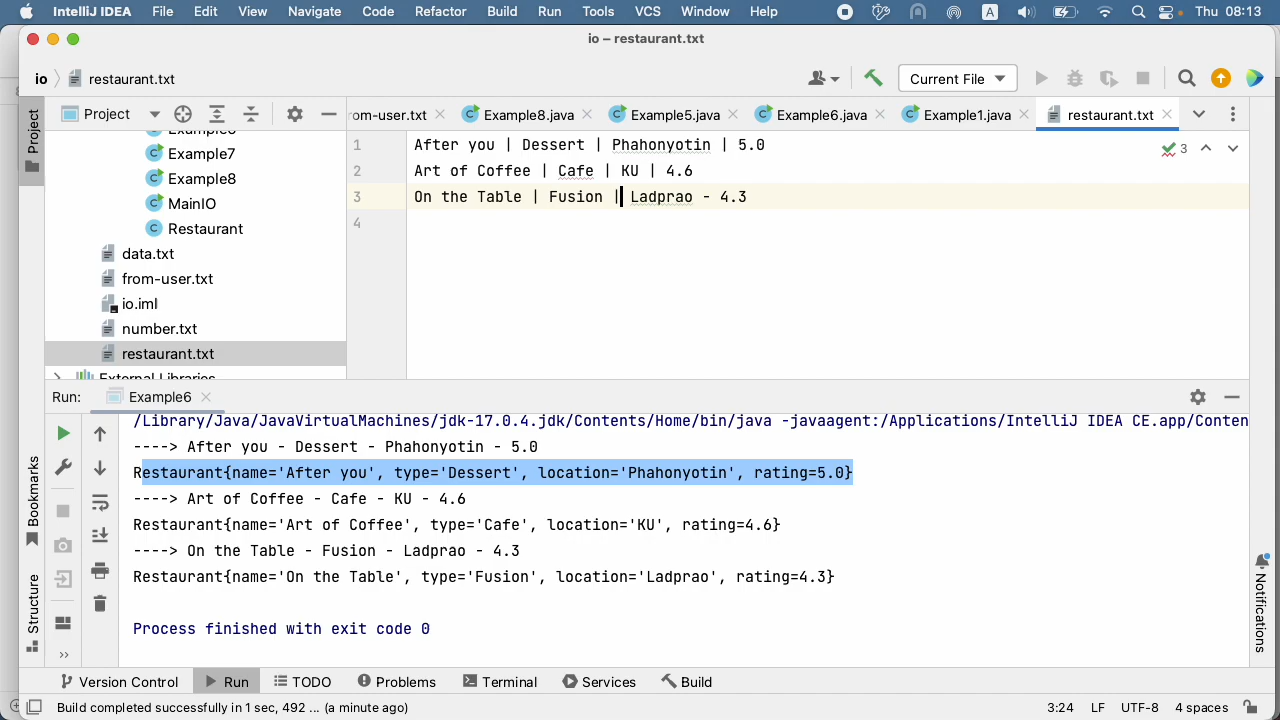 IntelliJ IDEA File Edit View Navigate Code Refactor Build Run Tools VCS Window Help A Thu 08:13
io – restaurant.txt
io restaurant.txt Current File
Project
rom-user.txt Example8.java Example5.java Example6.java Example1.java restaurant.txt
Project
Example7
Example8
MainIO
Restaurant
data.txt
from-user.txt
io.iml
number.txt
restaurant.txt
External Libraries
1 After you | Dessert | Phahonyotin | 5.0
2 Art of Coffee | Cafe | KU | 4.6
3 On the Table | Fusion | Ladprao - 4.3
4
3
Run: Example6
/Library/Java/JavaVirtualMachines/jdk-17.0.4.jdk/Contents/Home/bin/java -javaagent:/Applications/IntelliJ IDEA CE.app/Conten
----> After you - Dessert - Phahonyotin - 5.0
Restaurant{name='After you', type='Dessert', location='Phahonyotin', rating=5.0}
----> Art of Coffee - Cafe - KU - 4.6
Restaurant{name='Art of Coffee', type='Cafe', location='KU', rating=4.6}
----> On the Table - Fusion - Ladprao - 4.3
Restaurant{name='On the Table', type='Fusion', location='Ladprao', rating=4.3}
Process finished with exit code 0
Bookmarks
Structure
Notifications
Version Control Run TODO Problems Terminal Services Build
Build completed successfully in 1 sec, 492 ... (a minute ago) 3:24 LF UTF-8 4 spaces